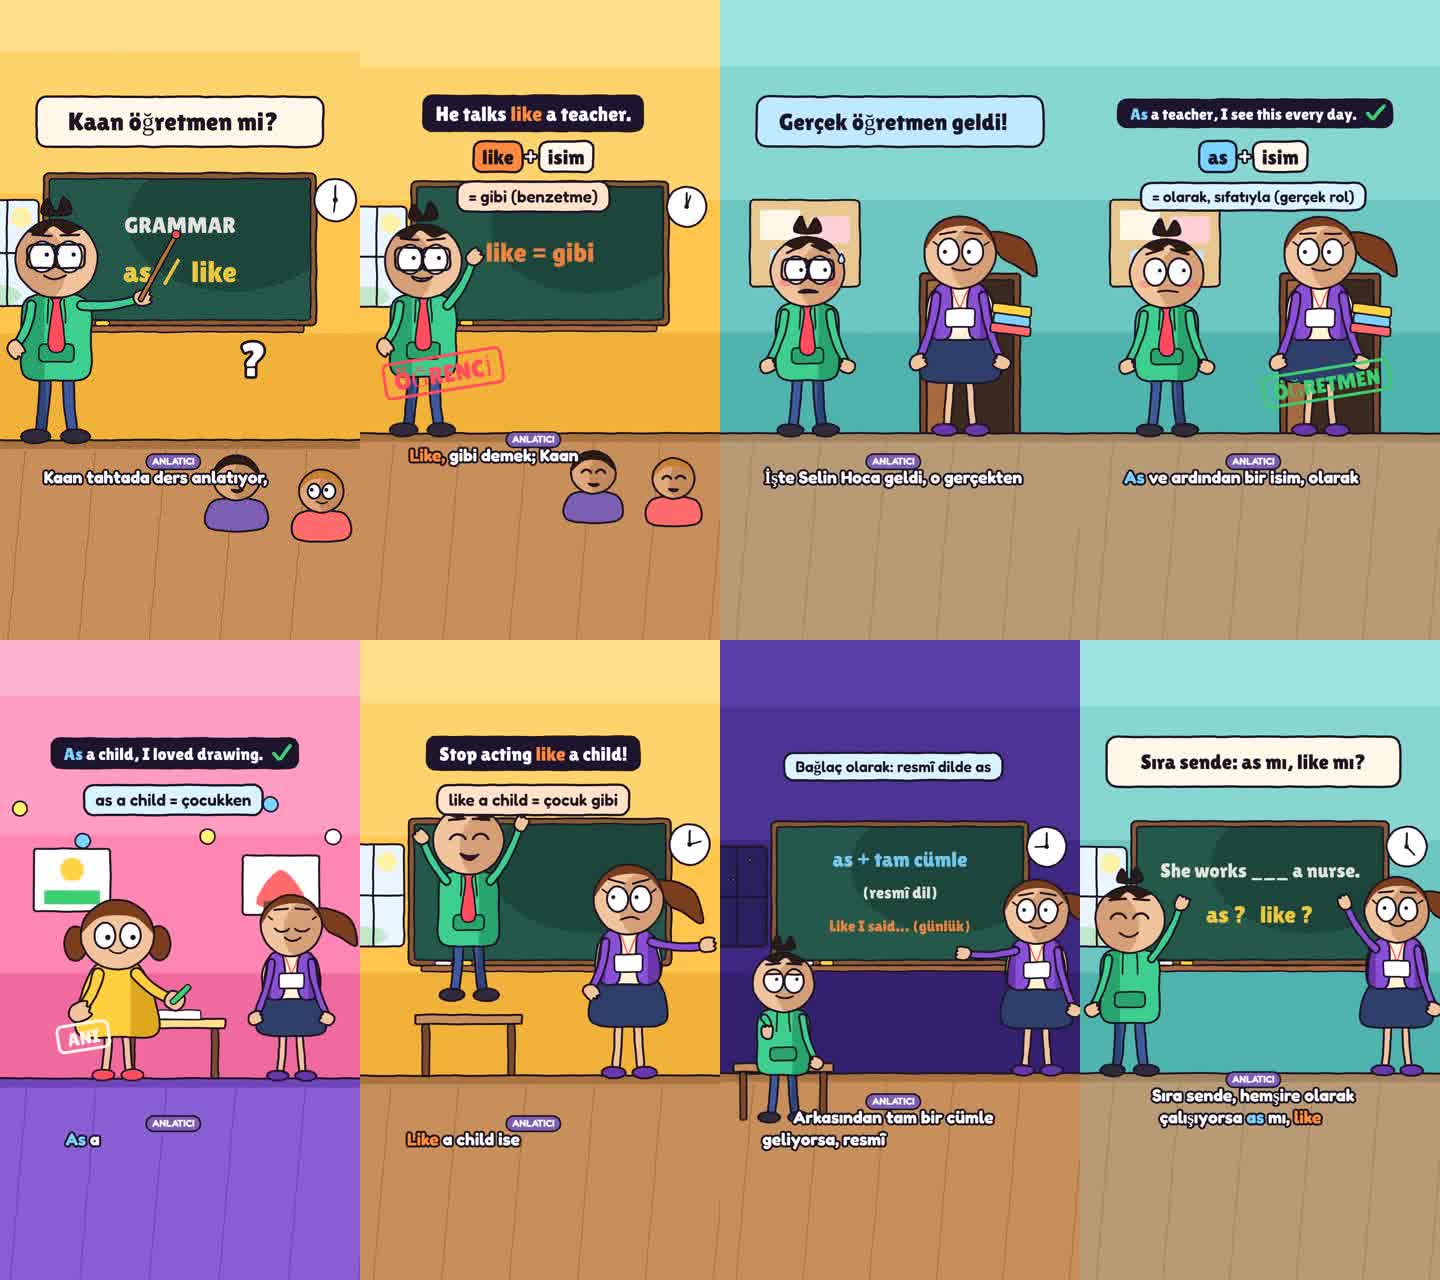 Kaan öğretmen mi?
GRAMMAR
as / like
?
ANLATICI
Kaan tahtada ders anlatıyor,
He talks like a teacher.
like + isim
= gibi (benzetme)
like = gibi
ÖĞRENCİ
ANLATICI
Like, gibi demek; Kaan
Gerçek öğretmen geldi!
ANLATICI
İşte Selin Hoca geldi, o gerçekten
As a teacher, I see this every day.
as + isim
= olarak, sıfatıyla (gerçek rol)
ÖĞRETMEN
ANLATICI
As ve ardından bir isim, olarak
As a child, I loved drawing.
as a child = çocukken
ANI
ANLATICI
As a
Stop acting like a child!
like a child = çocuk gibi
ANLATICI
Like a child ise
Bağlaç olarak: resmî dilde as
as + tam cümle
(resmî dil)
Like I said... (günlük)
ANLATICI
Arkasından tam bir cümle
geliyorsa, resmî
Sıra sende: as mı, like mı?
She works ___ a nurse.
as ? like ?
ANLATICI
Sıra sende, hemşire olarak
çalışıyorsa as mı, like